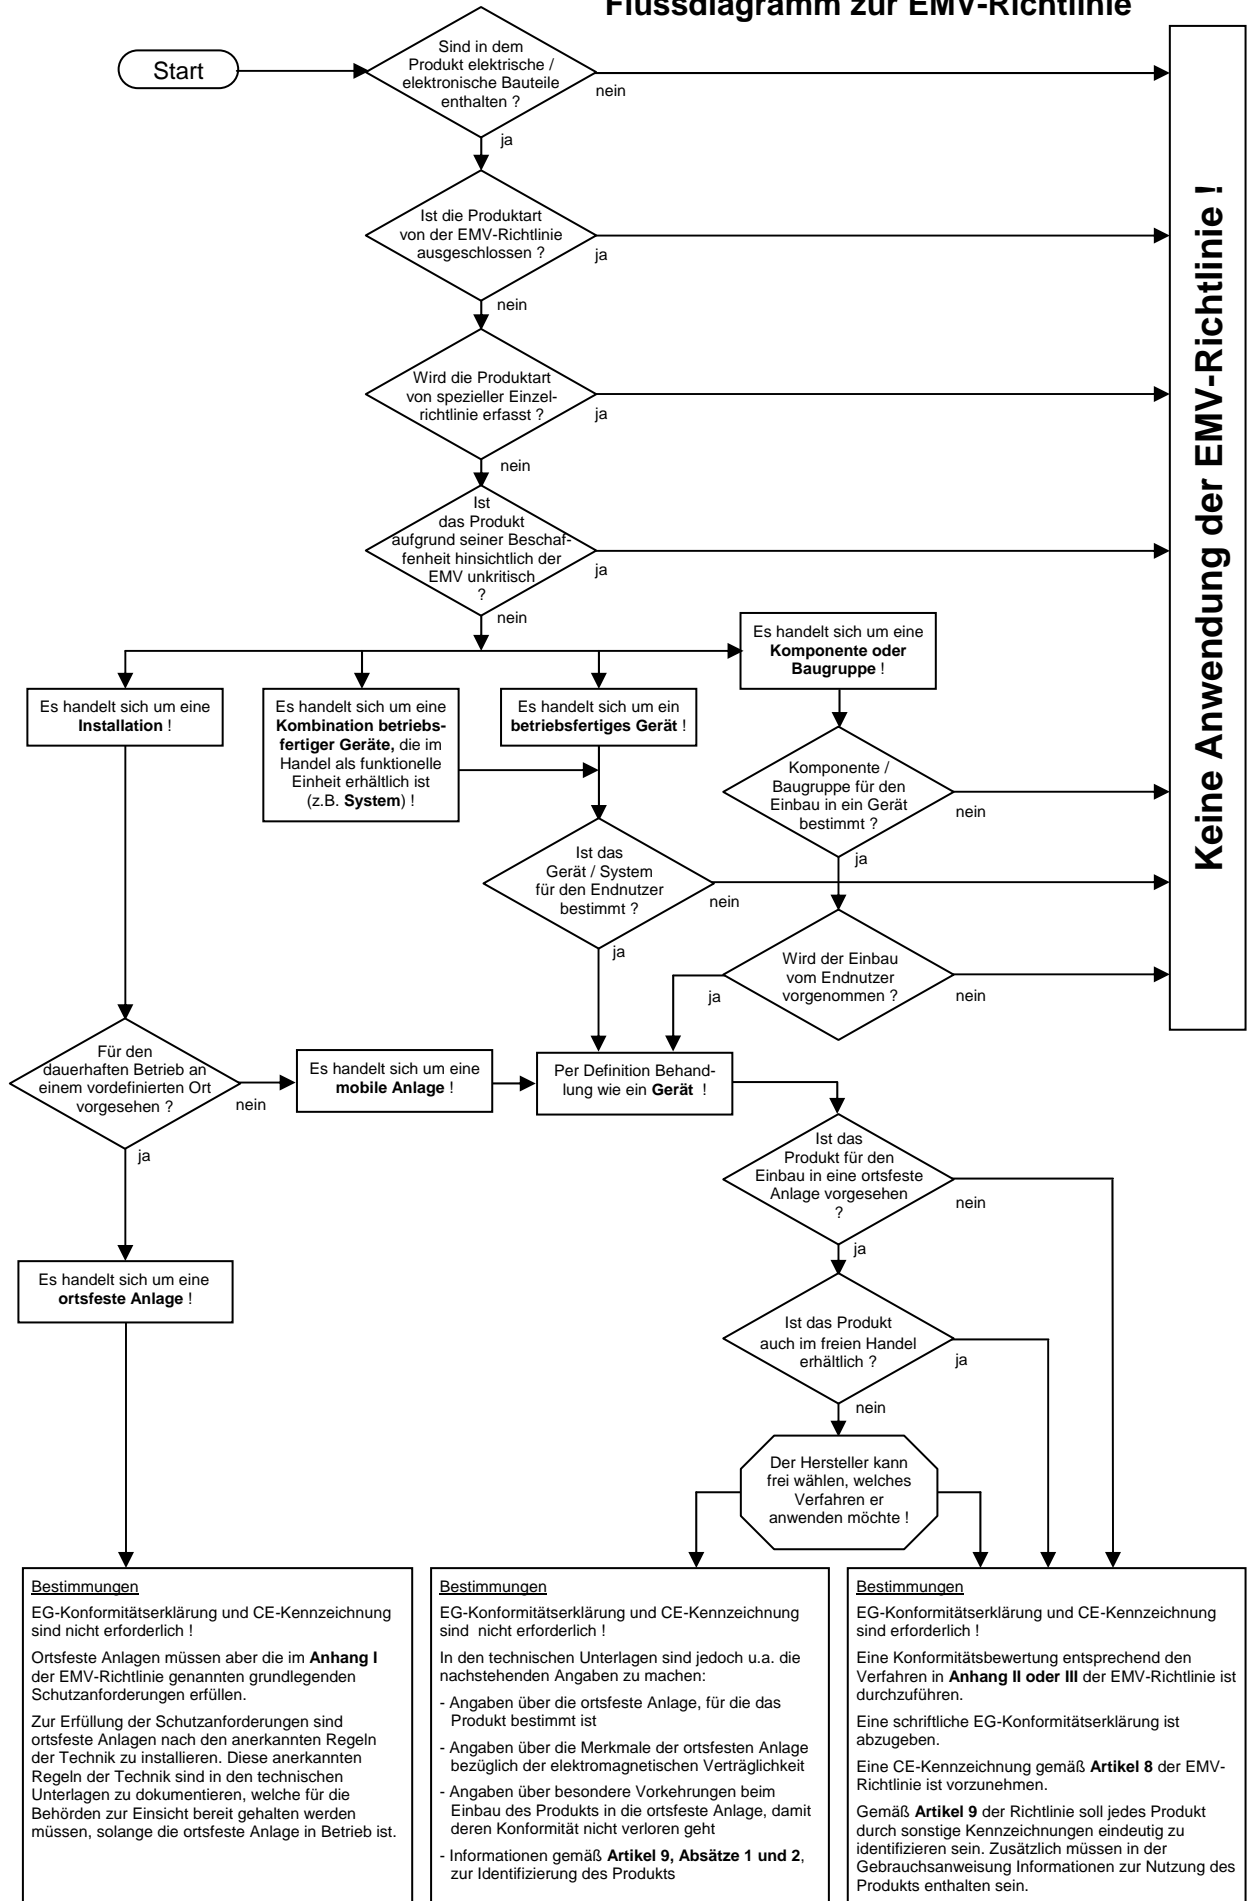 Flussdiagramm zur EMV-Richtlinie
Start
Sind in dem
Produkt elektrische /
elektronische Bauteile
enthalten ?
nein
ja
Ist die Produktart
von der EMV-Richtlinie
ausgeschlossen ?
ja
nein
Wird die Produktart
von spezieller Einzel-
richtlinie erfasst ?
ja
nein
Ist
das Produkt
aufgrund seiner Beschaf-
fenheit hinsichtlich der
EMV unkritisch
?
ja
nein
Keine Anwendung der EMV-Richtlinie !
Es handelt sich um eine
Installation !
Es handelt sich um eine
Kombination betriebs-
fertiger Geräte, die im
Handel als funktionelle
Einheit erhältlich ist
(z.B. System) !
Es handelt sich um ein
betriebsfertiges Gerät !
Es handelt sich um eine
Komponente oder
Baugruppe !
Komponente /
Baugruppe für den
Einbau in ein Gerät
bestimmt ?
nein
ja
Ist das
Gerät / System
für den Endnutzer
bestimmt ?
nein
ja
Wird der Einbau
vom Endnutzer
vorgenommen ?
ja
nein
Für den
dauerhaften Betrieb an
einem vordefinierten Ort
vorgesehen ?
nein
ja
Es handelt sich um eine
mobile Anlage !
Per Definition Behand-
lung wie ein Gerät !
Ist das
Produkt für den
Einbau in eine ortsfeste
Anlage vorgesehen
?
nein
ja
Es handelt sich um eine
ortsfeste Anlage !
Ist das Produkt
auch im freien Handel
erhältlich ?
ja
nein
Der Hersteller kann
frei wählen, welches
Verfahren er
anwenden möchte !
Bestimmungen
EG-Konformitätserklärung und CE-Kennzeichnung
sind nicht erforderlich !
Ortsfeste Anlagen müssen aber die im Anhang I
der EMV-Richtlinie genannten grundlegenden
Schutzanforderungen erfüllen.
Zur Erfüllung der Schutzanforderungen sind
ortsfeste Anlagen nach den anerkannten Regeln
der Technik zu installieren. Diese anerkannten
Regeln der Technik sind in den technischen
Unterlagen zu dokumentieren, welche für die
Behörden zur Einsicht bereit gehalten werden
müssen, solange die ortsfeste Anlage in Betrieb ist.
Bestimmungen
EG-Konformitätserklärung und CE-Kennzeichnung
sind nicht erforderlich !
In den technischen Unterlagen sind jedoch u.a. die
nachstehenden Angaben zu machen:
- Angaben über die ortsfeste Anlage, für die das
Produkt bestimmt ist
- Angaben über die Merkmale der ortsfesten Anlage
bezüglich der elektromagnetischen Verträglichkeit
- Angaben über besondere Vorkehrungen beim
Einbau des Produkts in die ortsfeste Anlage, damit
deren Konformität nicht verloren geht
- Informationen gemäß Artikel 9, Absätze 1 und 2,
zur Identifizierung des Produkts
Bestimmungen
EG-Konformitätserklärung und CE-Kennzeichnung
sind erforderlich !
Eine Konformitätsbewertung entsprechend den
Verfahren in Anhang II oder III der EMV-Richtlinie ist
durchzuführen.
Eine schriftliche EG-Konformitätserklärung ist
abzugeben.
Eine CE-Kennzeichnung gemäß Artikel 8 der EMV-
Richtlinie ist vorzunehmen.
Gemäß Artikel 9 der Richtlinie soll jedes Produkt
durch sonstige Kennzeichnungen eindeutig zu
identifizieren sein. Zusätzlich müssen in der
Gebrauchsanweisung Informationen zur Nutzung des
Produkts enthalten sein.